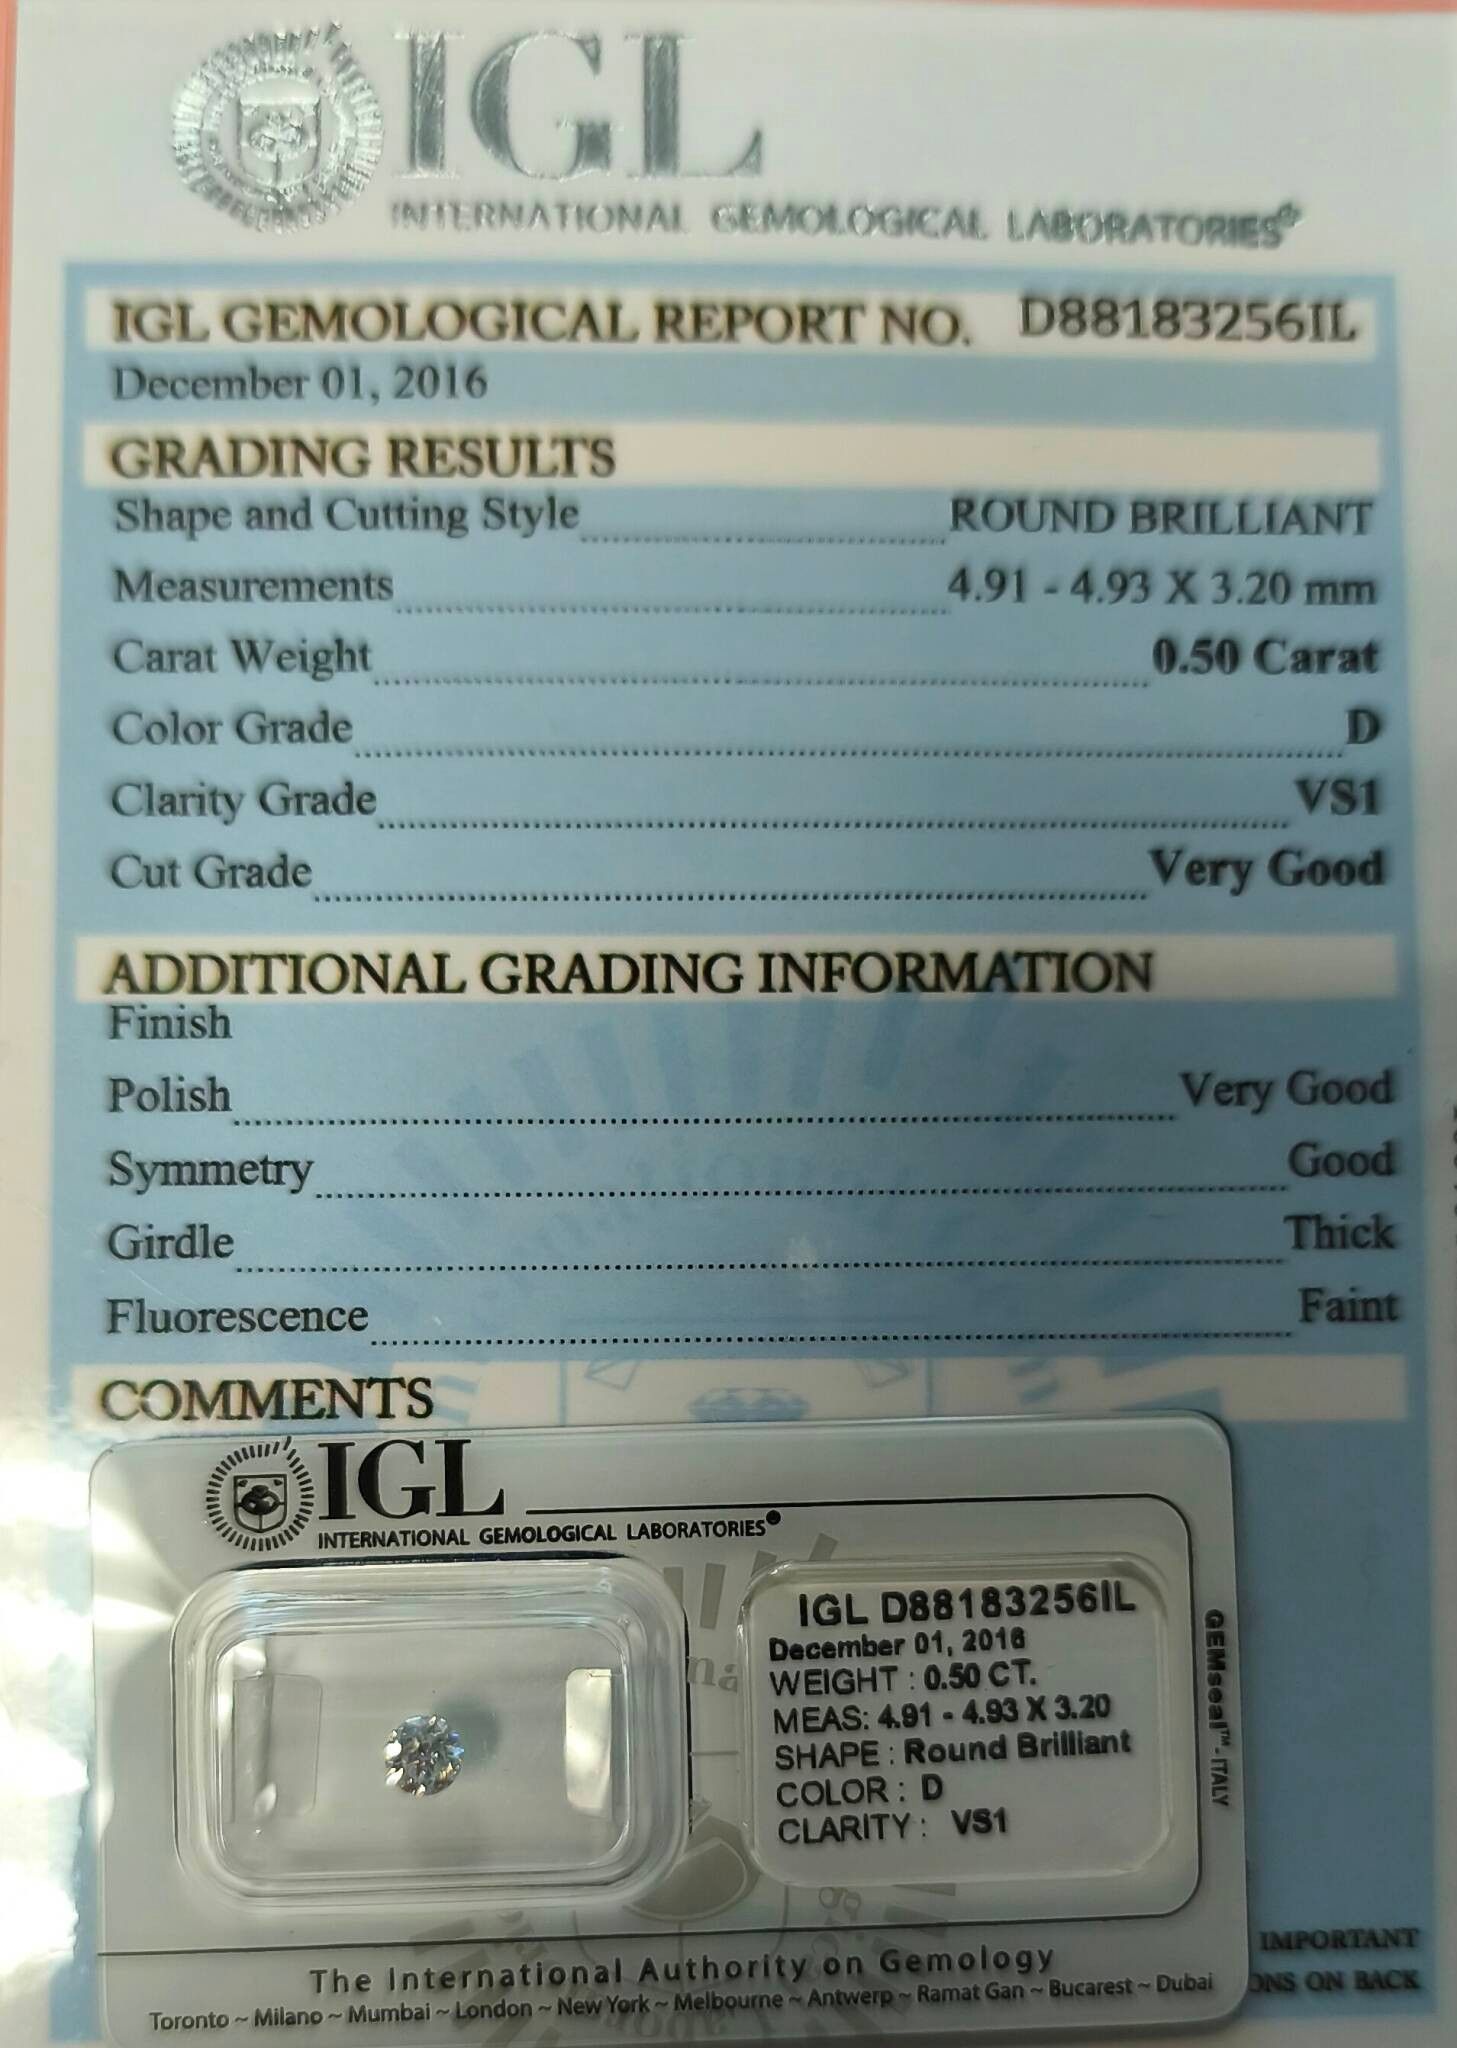 IGL
INTERNATIONAL GEMOLOGICAL LABORATORIES
IGL GEMOLOGICAL REPORT NO. D88183256IL
December 01, 2016
GRADING RESULTS
Shape and Cutting Style ROUND BRILLIANT
Measurements 4.91 - 4.93 X 3.20 mm
Carat Weight 0.50 Carat
Color Grade D
Clarity Grade VS1
Cut Grade Very Good
ADDITIONAL GRADING INFORMATION
Finish
Polish Very Good
Symmetry Good
Girdle Thick
Fluorescence Faint
COMMENTS
IGL
INTERNATIONAL GEMOLOGICAL LABORATORIES®
IGL D88183256IL
December 01, 2016
WEIGHT : 0.50 CT.
MEAS: 4.91 - 4.93 X 3.20
SHAPE : Round Brilliant
COLOR : D
CLARITY : VS1
GEMseal™ - ITALY
The International Authority on Gemology
Toronto ~ Milano ~ Mumbai ~ London ~ New York ~ Melbourne ~ Antwerp ~ Ramat Gan ~ Bucarest ~ Dubai
IMPORTANT
ONS ON BACK